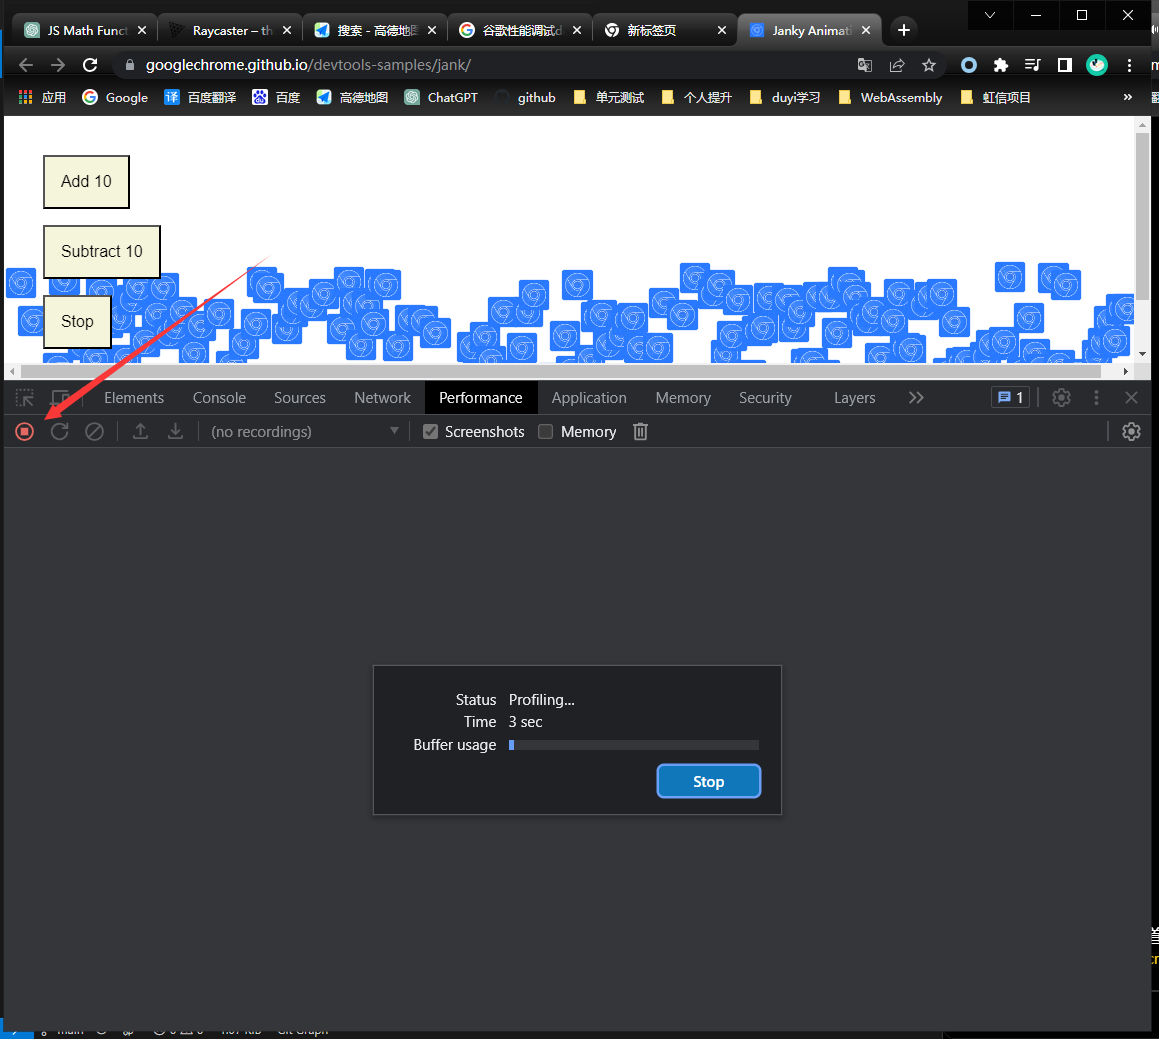 JS Math Funct
Raycaster – th
搜索 - 高德地图
谷歌性能调试d
新标签页
Janky Animati
googlechrome.github.io/devtools-samples/jank/
应用
Google
百度翻译
百度
高德地图
ChatGPT
github
单元测试
个人提升
duyi学习
WebAssembly
虹信项目
»
Add 10
Subtract 10
Stop
Elements
Console
Sources
Network
Performance
Application
Memory
Security
Layers
1
(no recordings)
Screenshots
Memory
Status Profiling...
Time 3 sec
Buffer usage
Stop